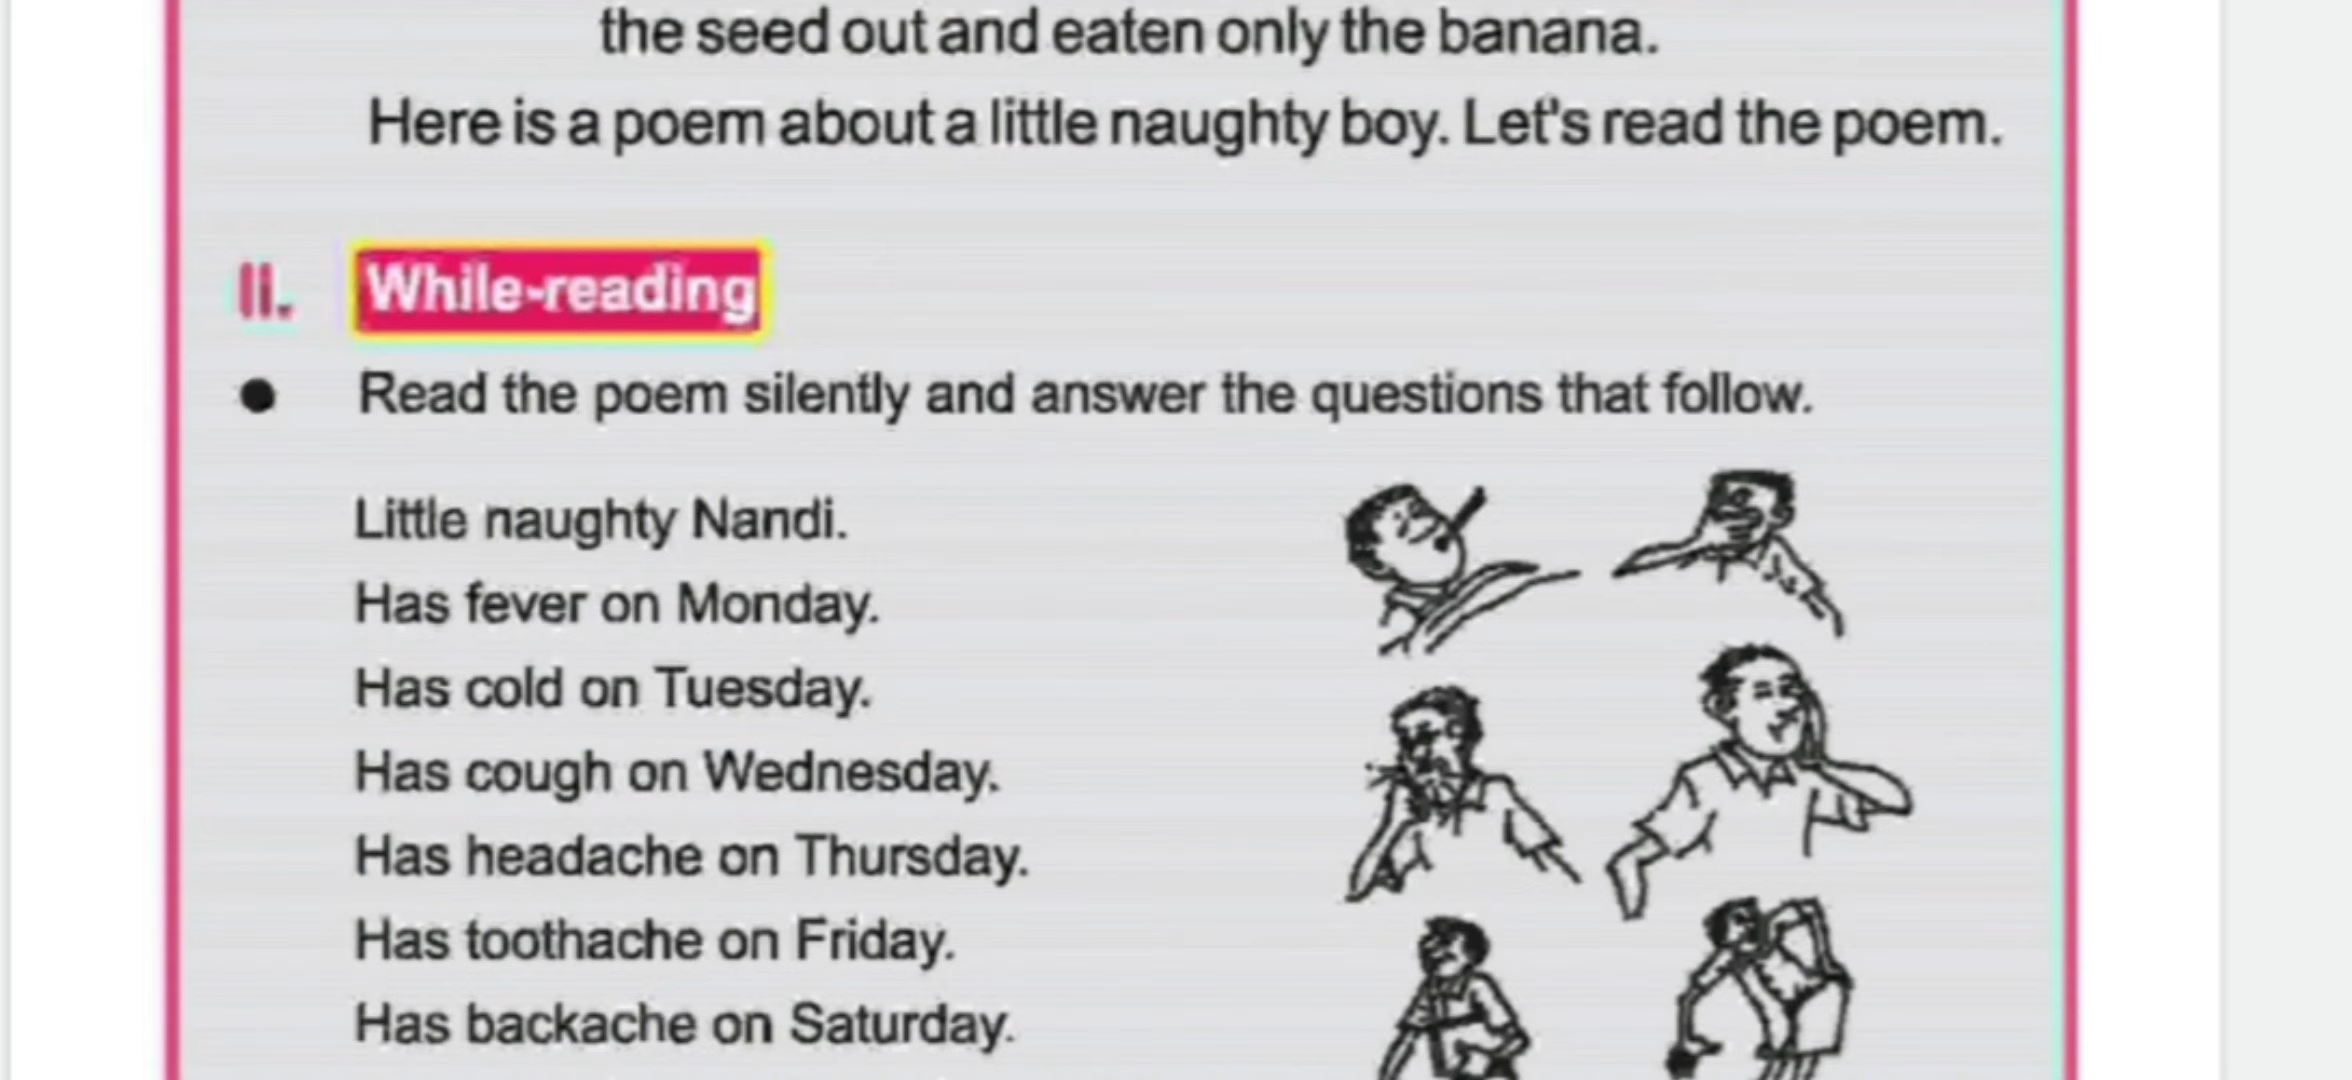 the seed out and eaten only the banana.
Here is a poem about a little naughty boy. Let's read the poem.
II. While-reading
● Read the poem silently and answer the questions that follow.
Little naughty Nandi.
Has fever on Monday.
Has cold on Tuesday.
Has cough on Wednesday.
Has headache on Thursday.
Has toothache on Friday.
Has backache on Saturday.